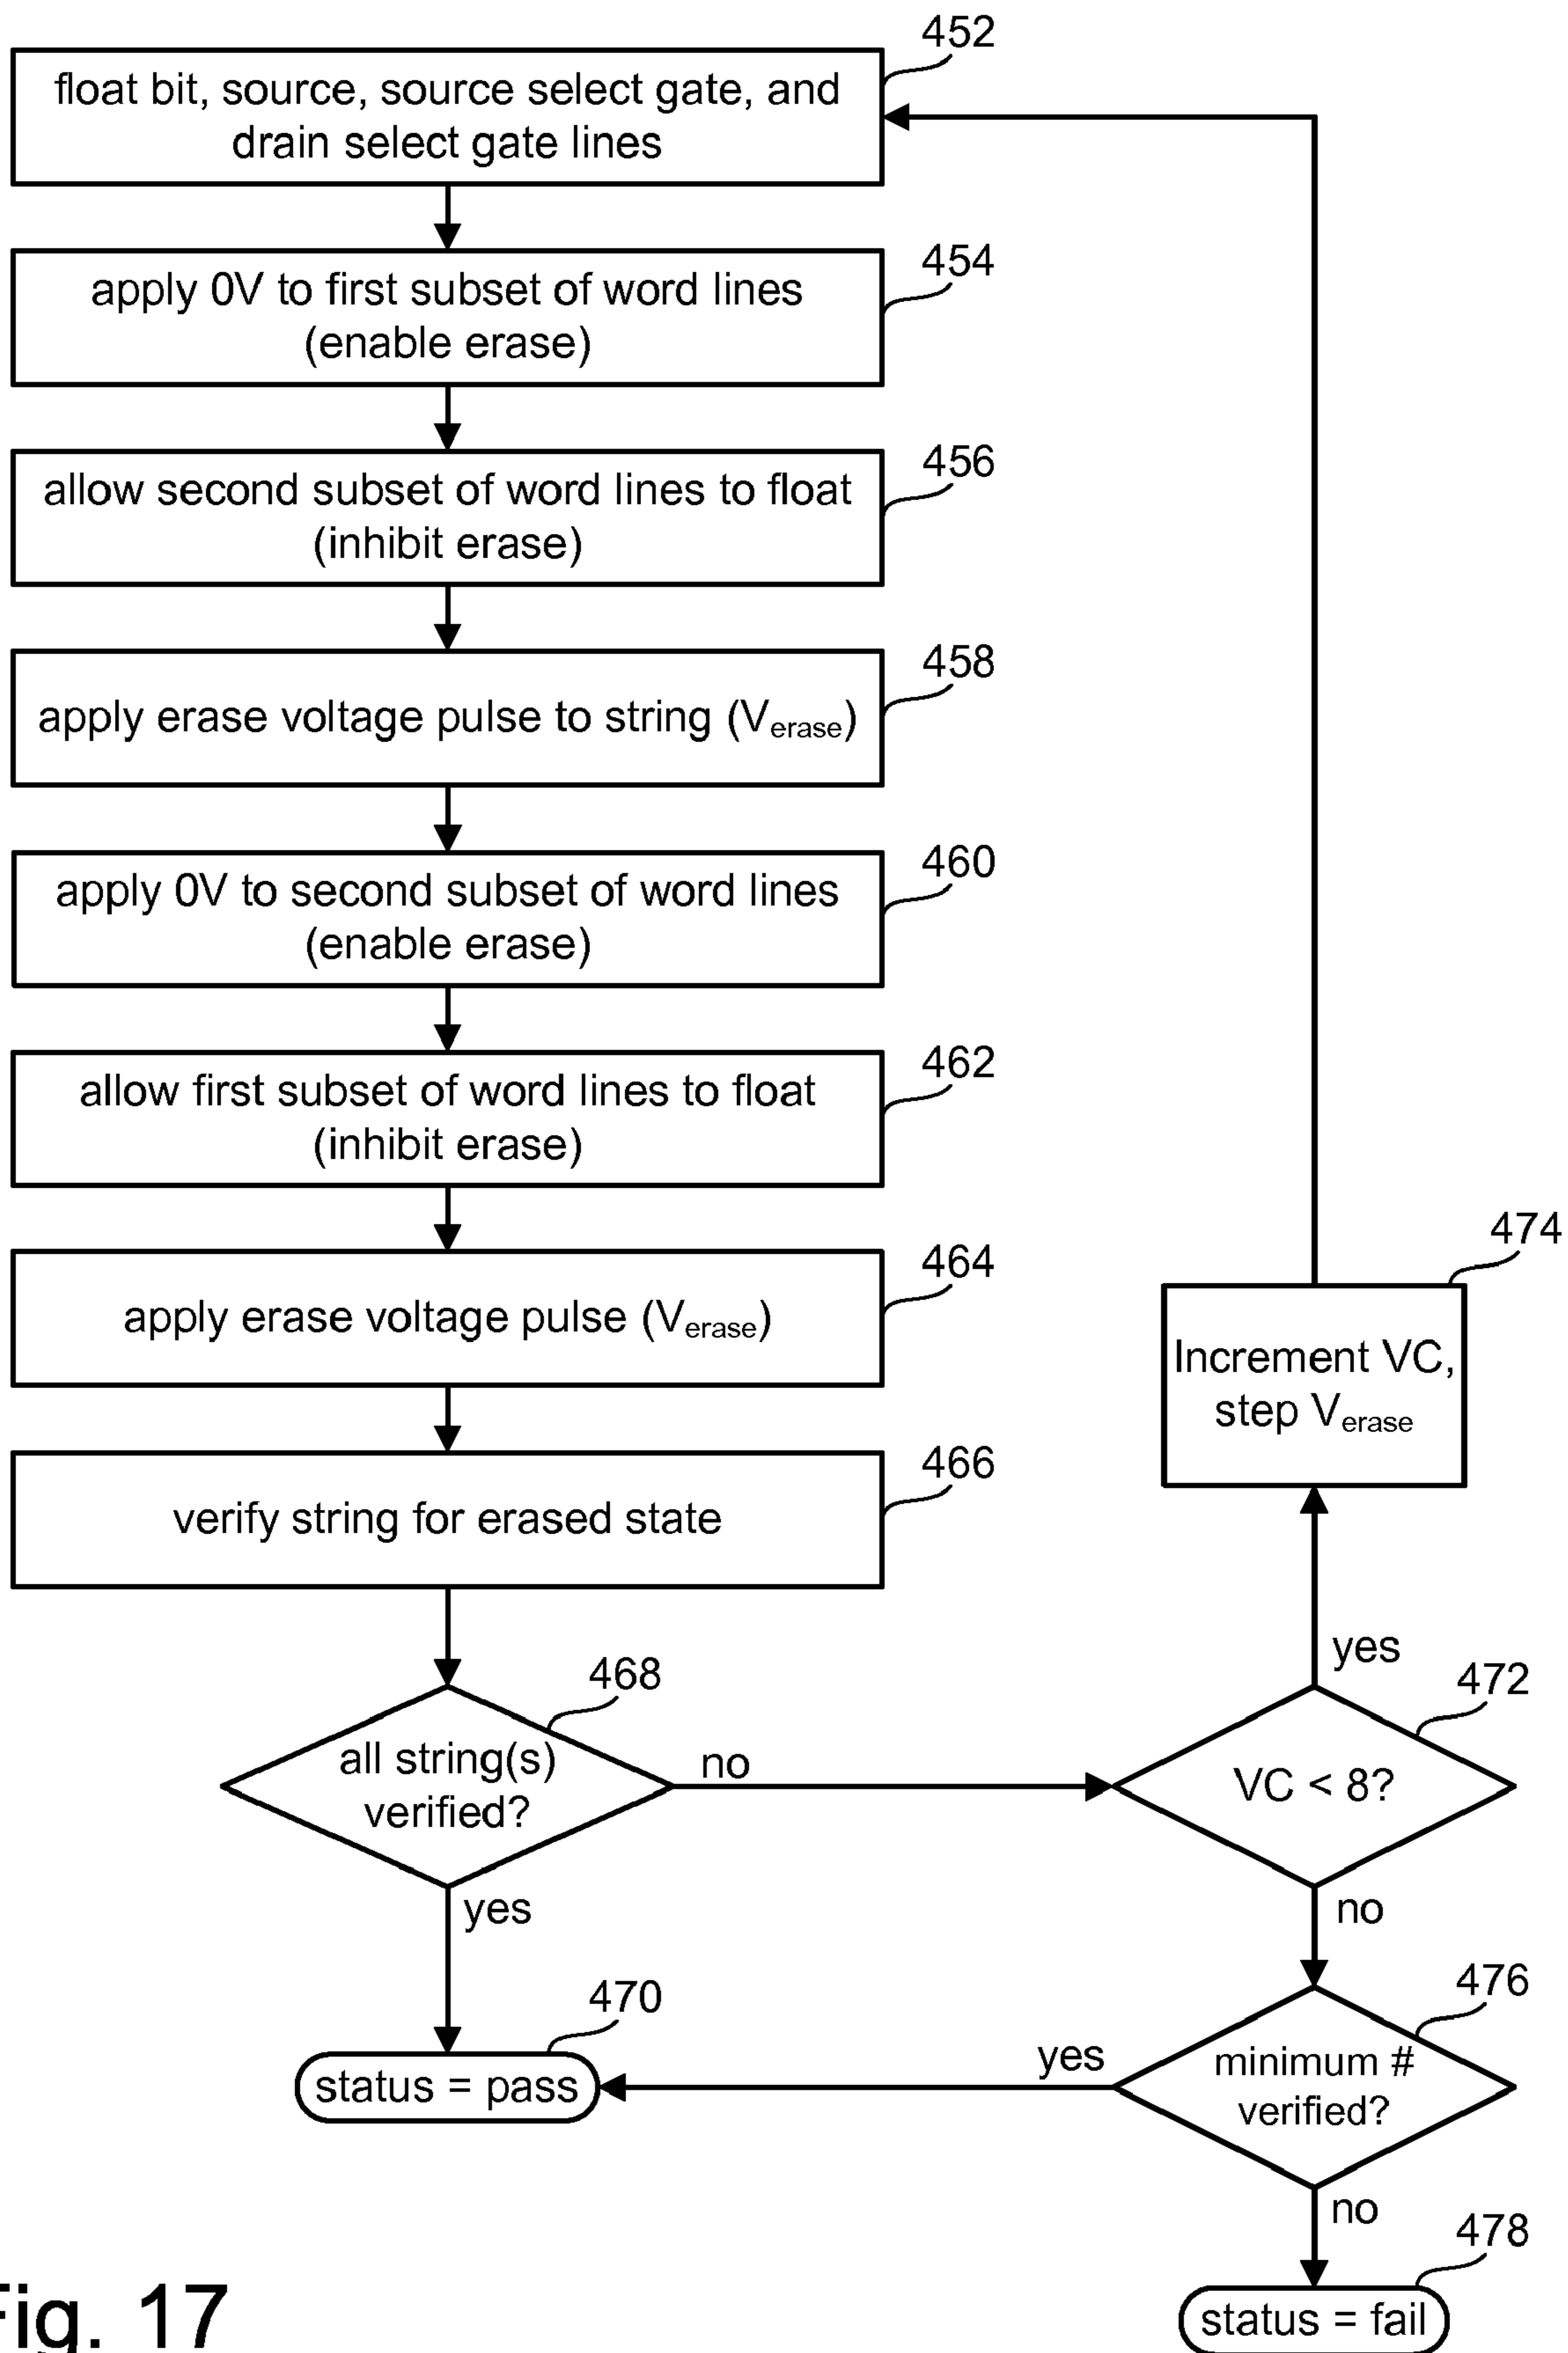 452
float bit, source, source select gate, and
drain select gate lines
454
apply 0V to first subset of word lines
(enable erase)
456
allow second subset of word lines to float
(inhibit erase)
458
apply erase voltage pulse to string (Verase)
460
apply 0V to second subset of word lines
(enable erase)
462
allow first subset of word lines to float
(inhibit erase)
464
apply erase voltage pulse (Verase)
474
Increment VC,
step Verase
466
verify string for erased state
468
all string(s)
verified?
no
yes
472
VC < 8?
yes
no
470
status = pass
476
minimum #
verified?
yes
no
478
status = fail
Fig. 17